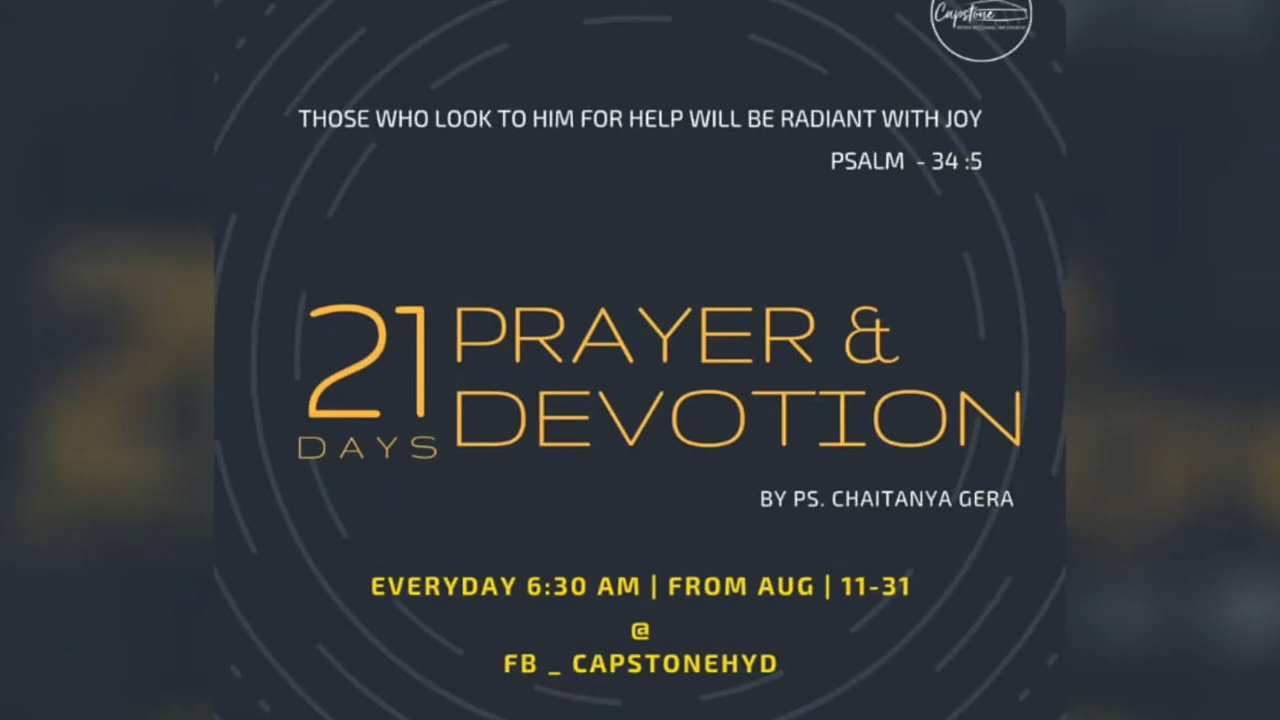 Capstone
THOSE WHO LOOK TO HIM FOR HELP WILL BE RADIANT WITH JOY
PSALM - 34 :5
21 PRAYER &
DAYS DEVOTION
BY PS. CHAITANYA GERA
EVERYDAY 6:30 AM | FROM AUG | 11-31
@
FB _ CAPSTONEHYD